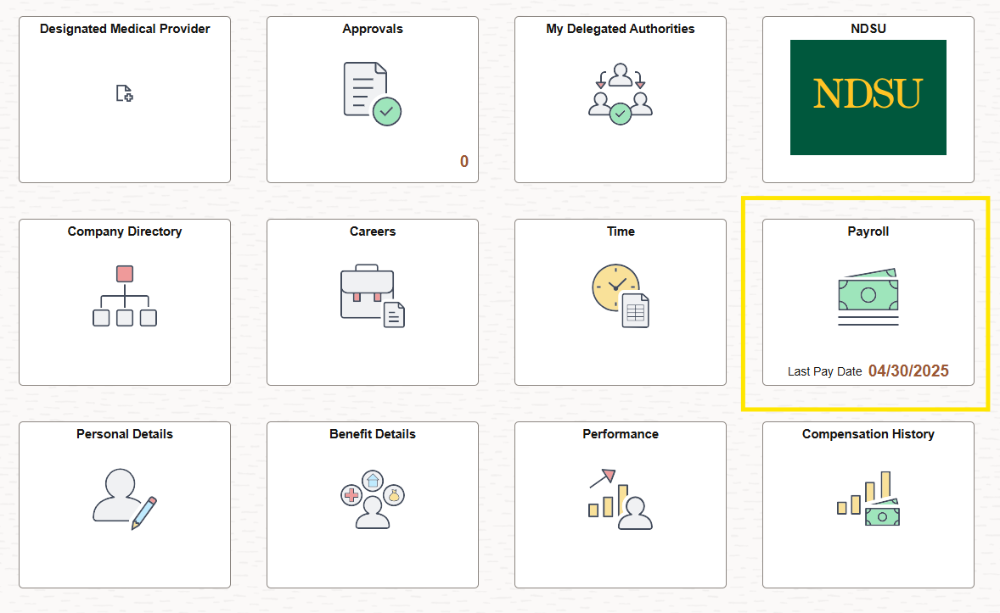 Designated Medical Provider
Approvals
0
My Delegated Authorities
NDSU
NDSU
Company Directory
Careers
Time
Payroll
Last Pay Date 04/30/2025
Personal Details
Benefit Details
Performance
Compensation History